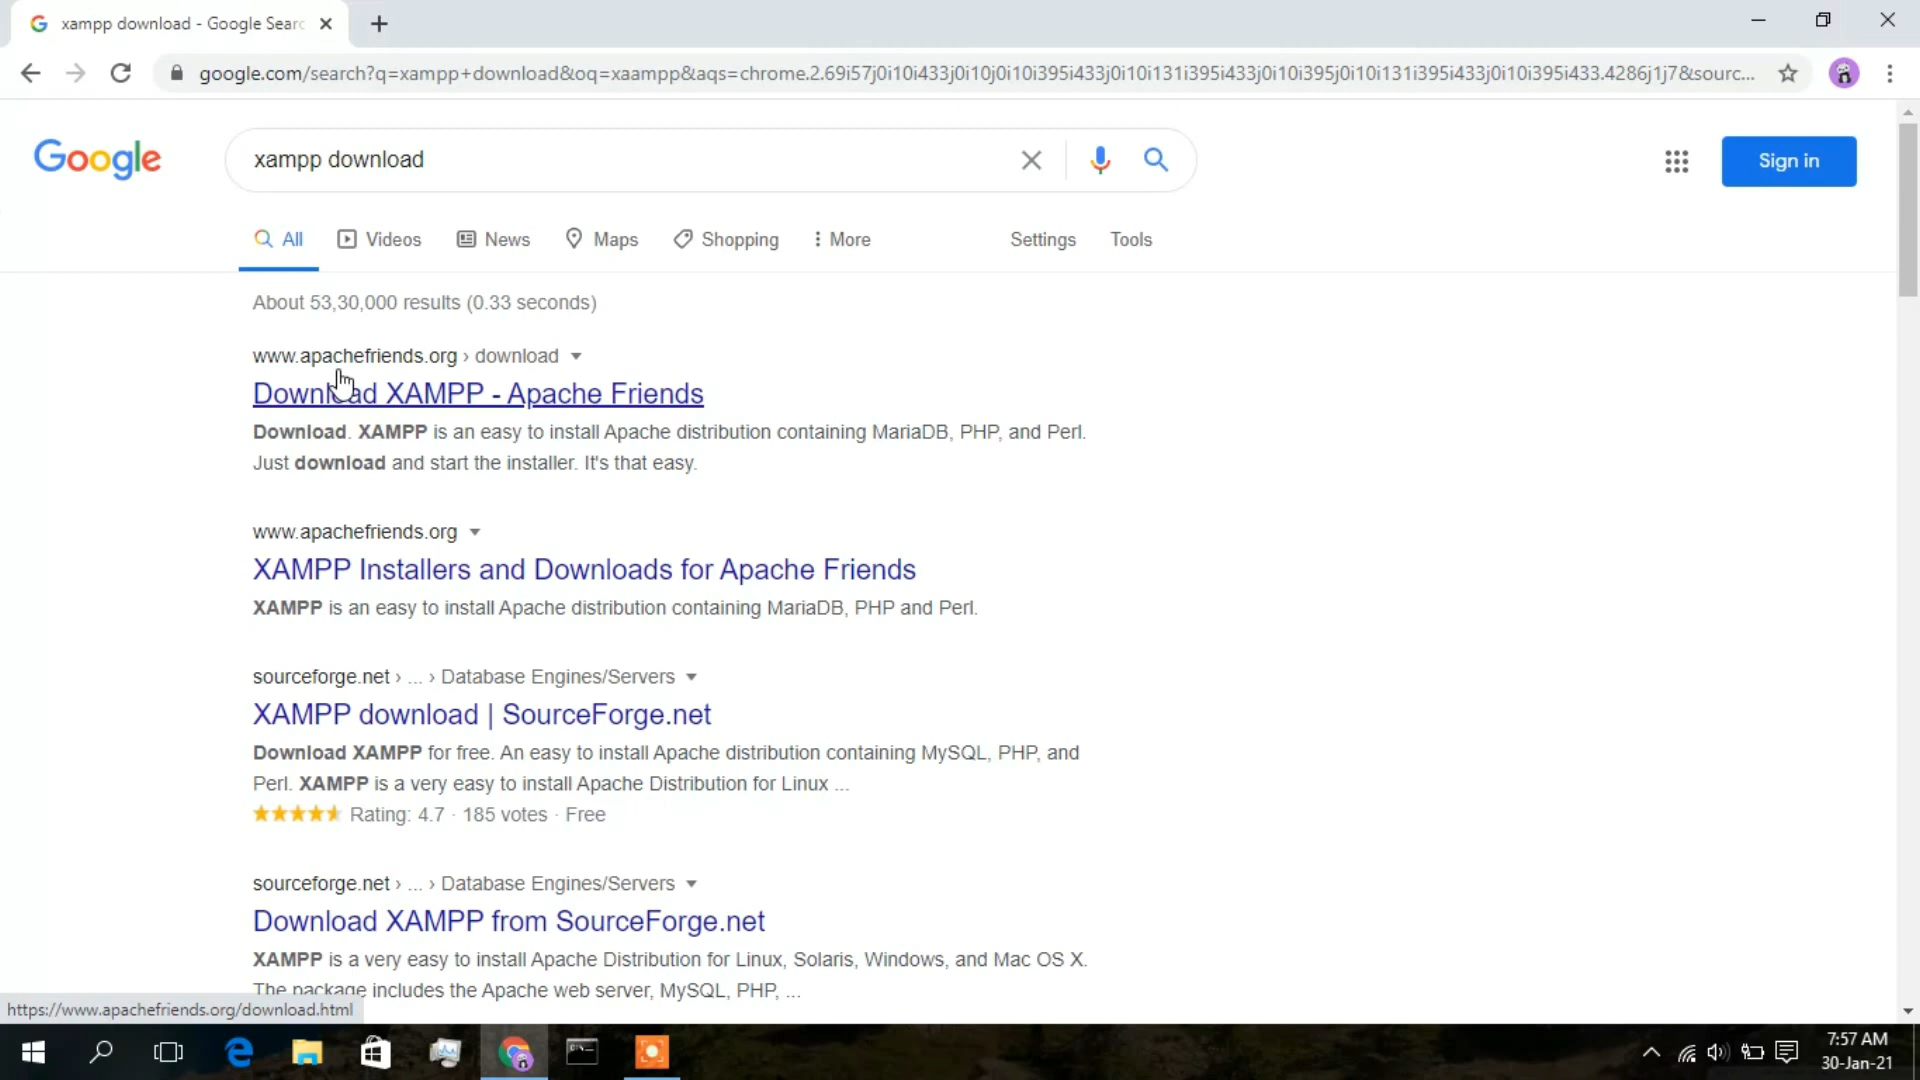 xampp download - Google Searc
google.com/search?q=xampp+download&oq=xaampp&aqs=chrome.2.69i57j0i10i433j0i10j0i10i395i433j0i10i131i395i433j0i10i395j0i10i131i395i433j0i10i395i433.4286j1j7&sourc...
Google
xampp download
Sign in
All Videos News Maps Shopping More Settings Tools
About 53,30,000 results (0.33 seconds)
www.apachefriends.org › download
Download XAMPP - Apache Friends
Download. XAMPP is an easy to install Apache distribution containing MariaDB, PHP, and Perl.
Just download and start the installer. It's that easy.
www.apachefriends.org
XAMPP Installers and Downloads for Apache Friends
XAMPP is an easy to install Apache distribution containing MariaDB, PHP and Perl.
sourceforge.net › ... › Database Engines/Servers
XAMPP download | SourceForge.net
Download XAMPP for free. An easy to install Apache distribution containing MySQL, PHP, and
Perl. XAMPP is a very easy to install Apache Distribution for Linux ...
Rating: 4.7 · 185 votes · Free
sourceforge.net › ... › Database Engines/Servers
Download XAMPP from SourceForge.net
XAMPP is a very easy to install Apache Distribution for Linux, Solaris, Windows, and Mac OS X.
The package includes the Apache web server, MySQL, PHP, ...
https://www.apachefriends.org/download.html
7:57 AM
30-Jan-21